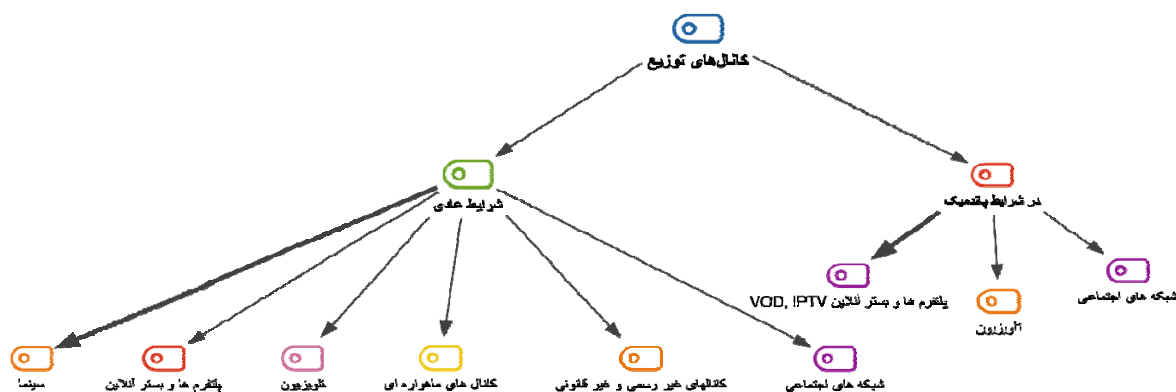 کانال‌های توزیع
شرایط عادی
در شرایط پاندمیک
پلتفرم ها و بستر آنلاین VOD, IPTV
شبکه های اجتماعی
تلویزیون
سینما
پلتفرم ها و بستر آنلاین
تلویزیون
کانال های ماهواره ای
کانالهای غیر رسمی و غیر قانونی
شبکه های اجتماعی